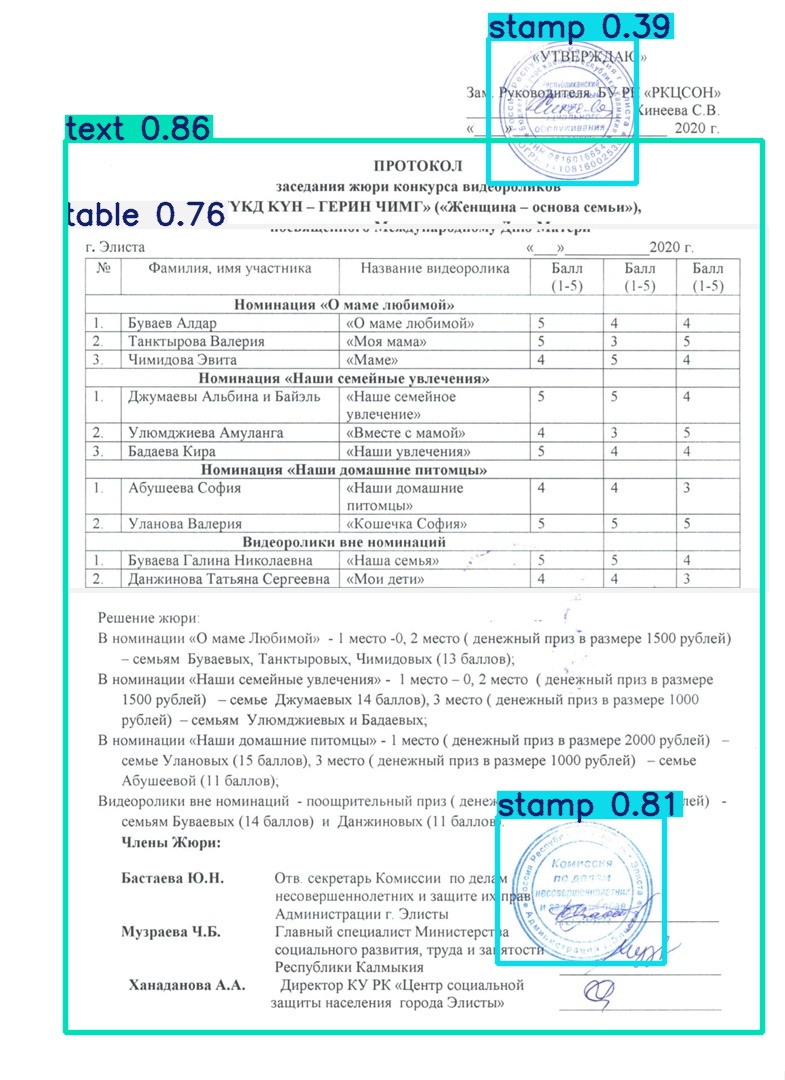 stamp 0.39
«УТВЕРЖДАЮ»
Зам. Руководителя БУ РК «РКЦСОН»
Кинеева С.В.
«____»____ 2020 г.
text 0.86
ПРОТОКОЛ
заседания жюри конкурса видеороликов
table 0.76
КҮН – ГЕРИН ЧИМГ» («Женщина – основа семьи»),
посвященного Международному Дню Матери
г. Элиста «___»____________2020 г.
№ Фамилия, имя участника Название видеоролика Балл (1-5) Балл (1-5) Балл (1-5)
Номинация «О маме любимой»
1. Буваев Алдар «О маме любимой» 5 4 4
2. Танктырова Валерия «Моя мама» 5 3 5
3. Чимидова Эвита «Маме» 4 5 4
Номинация «Наши семейные увлечения»
1. Джумаевы Альбина и Байэль «Наше семейное увлечение» 5 5 4
2. Улюмджиева Амуланга «Вместе с мамой» 4 3 5
3. Бадаева Кира «Наши увлечения» 5 4 4
Номинация «Наши домашние питомцы»
1. Абушеева София «Наши домашние питомцы» 4 4 3
2. Уланова Валерия «Кошечка София» 5 5 5
Видеоролики вне номинаций
1. Буваева Галина Николаевна «Наша семья» 5 5 4
2. Данжинова Татьяна Сергеевна «Мои дети» 4 4 3
Решение жюри:
В номинации «О маме Любимой» - 1 место -0, 2 место ( денежный приз в размере 1500 рублей)
– семьям Буваевых, Танктыровых, Чимидовых (13 баллов);
В номинации «Наши семейные увлечения» - 1 место – 0, 2 место ( денежный приз в размере
1500 рублей) – семье Джумаевых 14 баллов), 3 место ( денежный приз в размере 1000
рублей) – семьям Улюмджиевых и Бадаевых;
В номинации «Наши домашние питомцы» - 1 место ( денежный приз в размере 2000 рублей) –
семье Улановых (15 баллов), 3 место ( денежный приз в размере 1000 рублей) – семье
Абушеевой (11 баллов);
Видеоролики вне номинаций - поощрительный приз ( -
stamp 0.81
семьям Буваевых (14 баллов) и Данжиновых (11 баллов).
Члены Жюри:
Комиссия
по делам
несовершеннолетних
Бастаева Ю.Н. Отв. секретарь Комиссии по делам
несовершеннолетних и защите их прав
Администрации г. Элисты
Музраева Ч.Б. Главный специалист Министерства
социального развития, труда и занятости
Республики Калмыкия
Ханаданова А.А. Директор КУ РК «Центр социальной
защиты населения города Элисты»